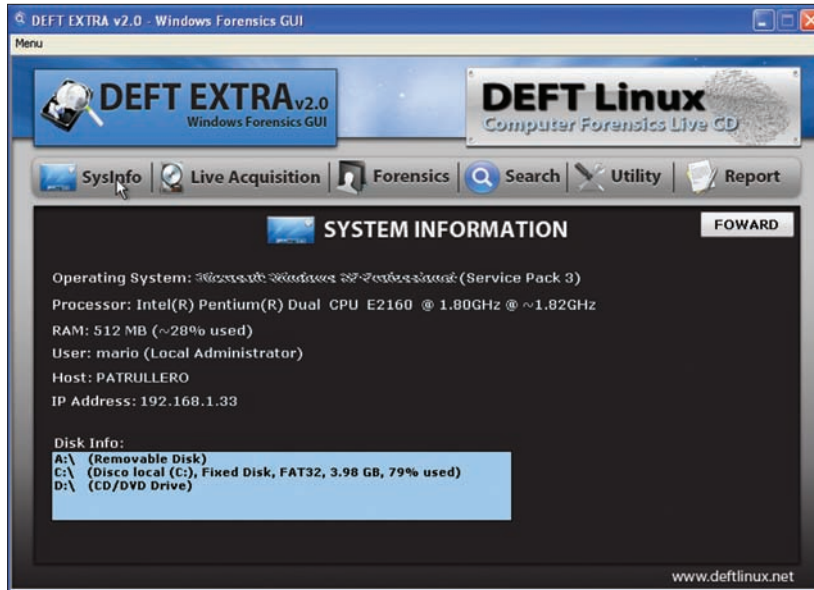 DEFT EXTRA v2.0 - Windows Forensics GUI
Menu
DEFT EXTRA v2.0
Windows Forensics GUI
DEFT Linux
Computer Forensics Live CD
SysInfo
Live Acquisition
Forensics
Search
Utility
Report
SYSTEM INFORMATION
FOWARD
Operating System: (Service Pack 3)
Processor: Intel(R) Pentium(R) Dual CPU E2160 @ 1.80GHz @ ~1.82GHz
RAM: 512 MB (~28% used)
User: mario (Local Administrator)
Host: PATRULLERO
IP Address: 192.168.1.33
Disk Info:
A:\ (Removable Disk)
C:\ (Disco local (C:), Fixed Disk, FAT32, 3.98 GB, 79% used)
D:\ (CD/DVD Drive)
www.deftlinux.net